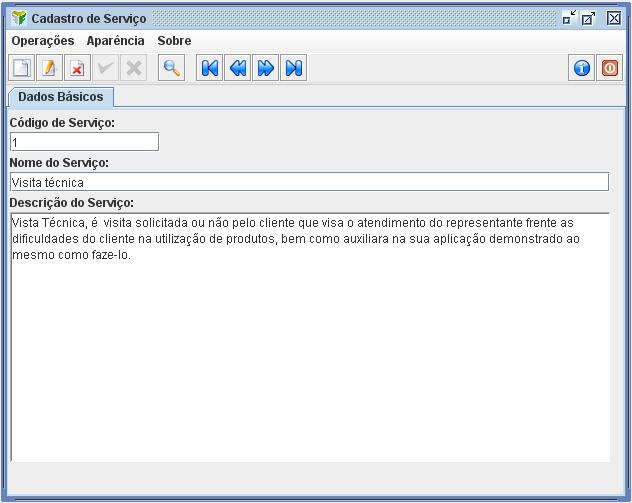 Cadastro de Serviço
Operações Aparência Sobre
Dados Básicos
Código de Serviço:
1
Nome do Serviço:
Visita técnica
Descrição do Serviço:
Vista Técnica, é visita solicitada ou não pelo cliente que visa o atendimento do representante frente as
dificuldades do cliente na utilização de produtos, bem como auxiliara na sua aplicação demonstrado ao
mesmo como faze-lo.